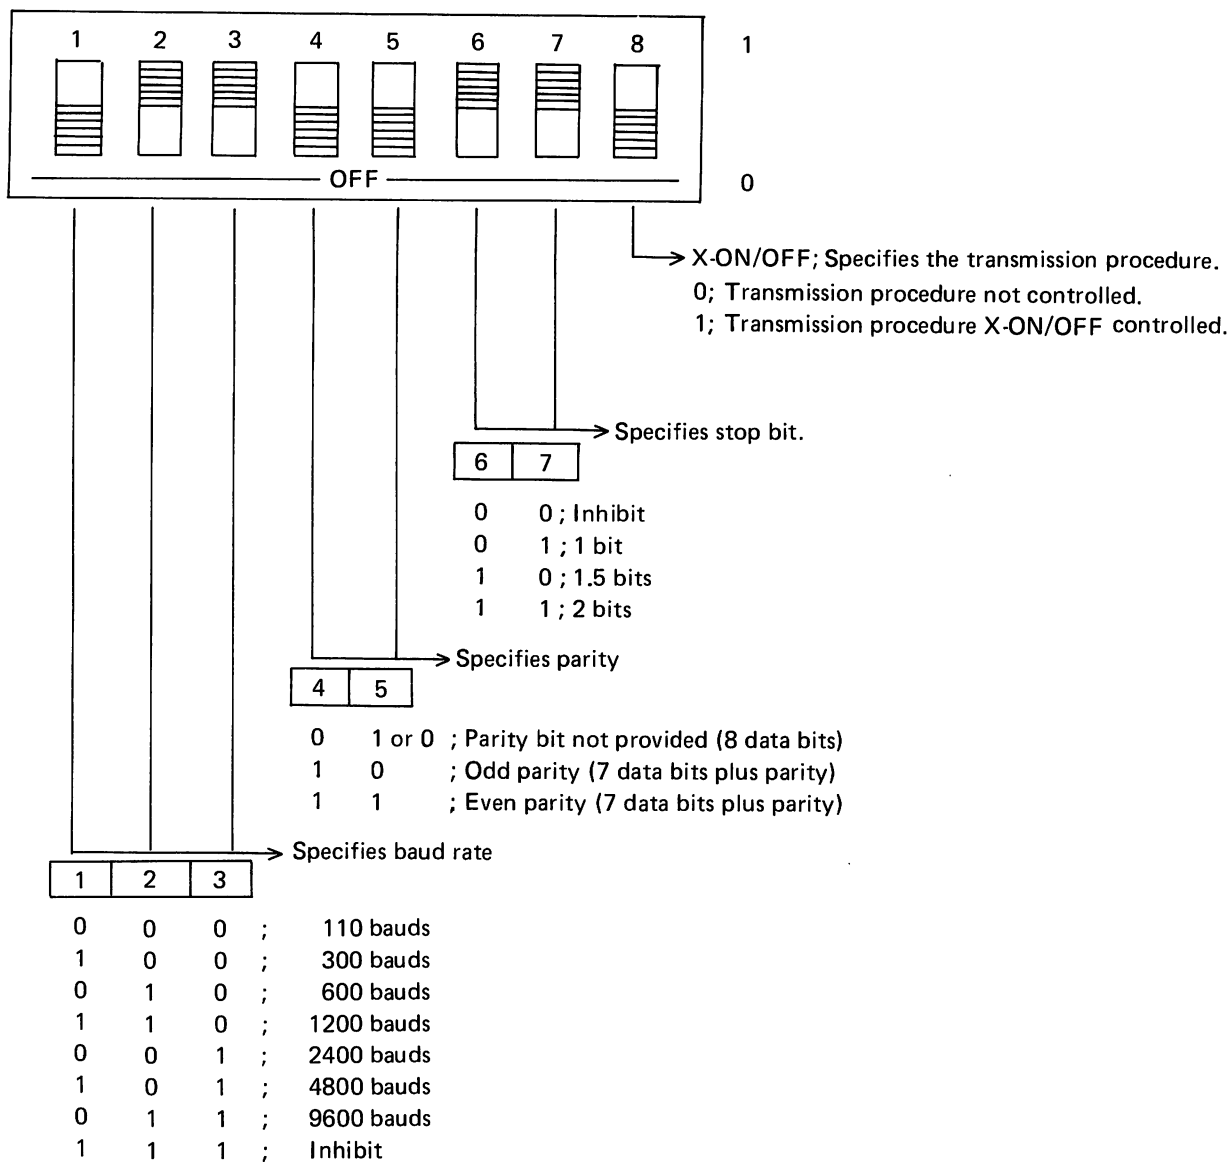 1 2 3 4 5 6 7 8 1
OFF 0
X-ON/OFF; Specifies the transmission procedure.
0; Transmission procedure not controlled.
1; Transmission procedure X-ON/OFF controlled.
Specifies stop bit.
6 7
0 0 ; Inhibit
0 1 ; 1 bit
1 0 ; 1.5 bits
1 1 ; 2 bits
Specifies parity
4 5
0 1 or 0 ; Parity bit not provided (8 data bits)
1 0 ; Odd parity (7 data bits plus parity)
1 1 ; Even parity (7 data bits plus parity)
Specifies baud rate
1 2 3
0 0 0 ; 110 bauds
1 0 0 ; 300 bauds
0 1 0 ; 600 bauds
1 1 0 ; 1200 bauds
0 0 1 ; 2400 bauds
1 0 1 ; 4800 bauds
0 1 1 ; 9600 bauds
1 1 1 ; Inhibit